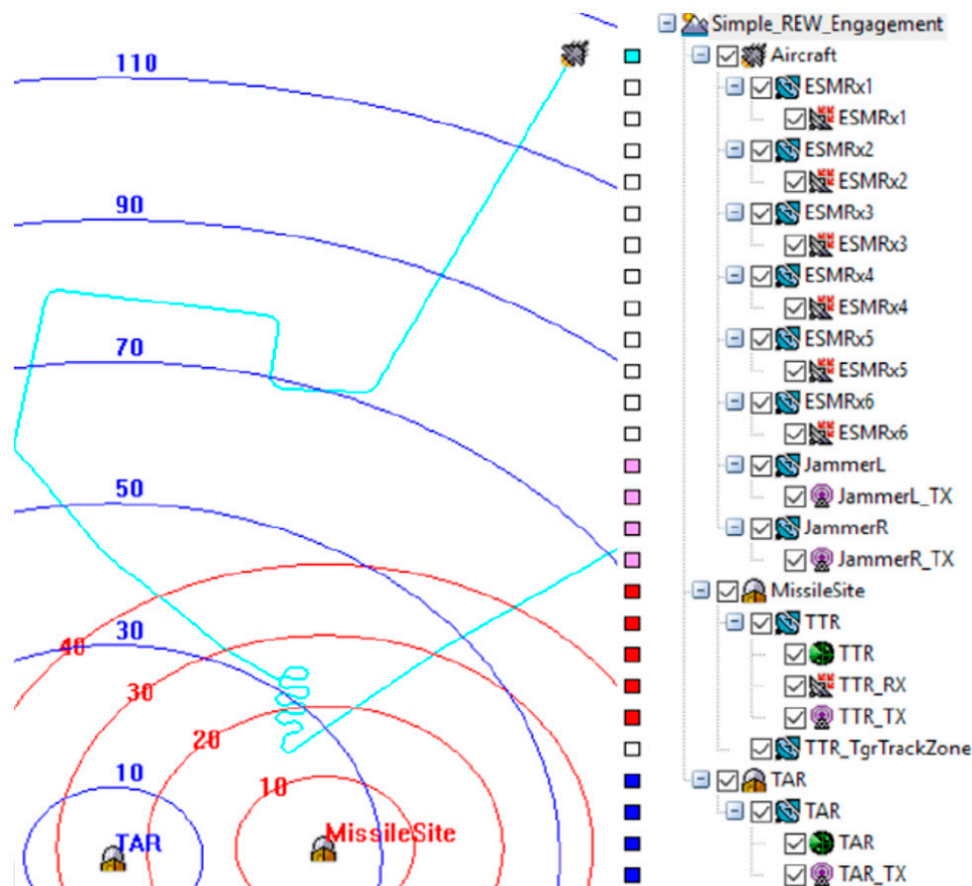 110
90
70
50
30
10
40
30
20
10
TAR
MissileSite
Simple_REW_Engagement
Aircraft
ESMRx1
ESMRx1
ESMRx2
ESMRx2
ESMRx3
ESMRx3
ESMRx4
ESMRx4
ESMRx5
ESMRx5
ESMRx6
ESMRx6
JammerL
JammerL_TX
JammerR
JammerR_TX
MissileSite
TTR
TTR
TTR_RX
TTR_TX
TTR_TgrTrackZone
TAR
TAR
TAR
TAR_TX